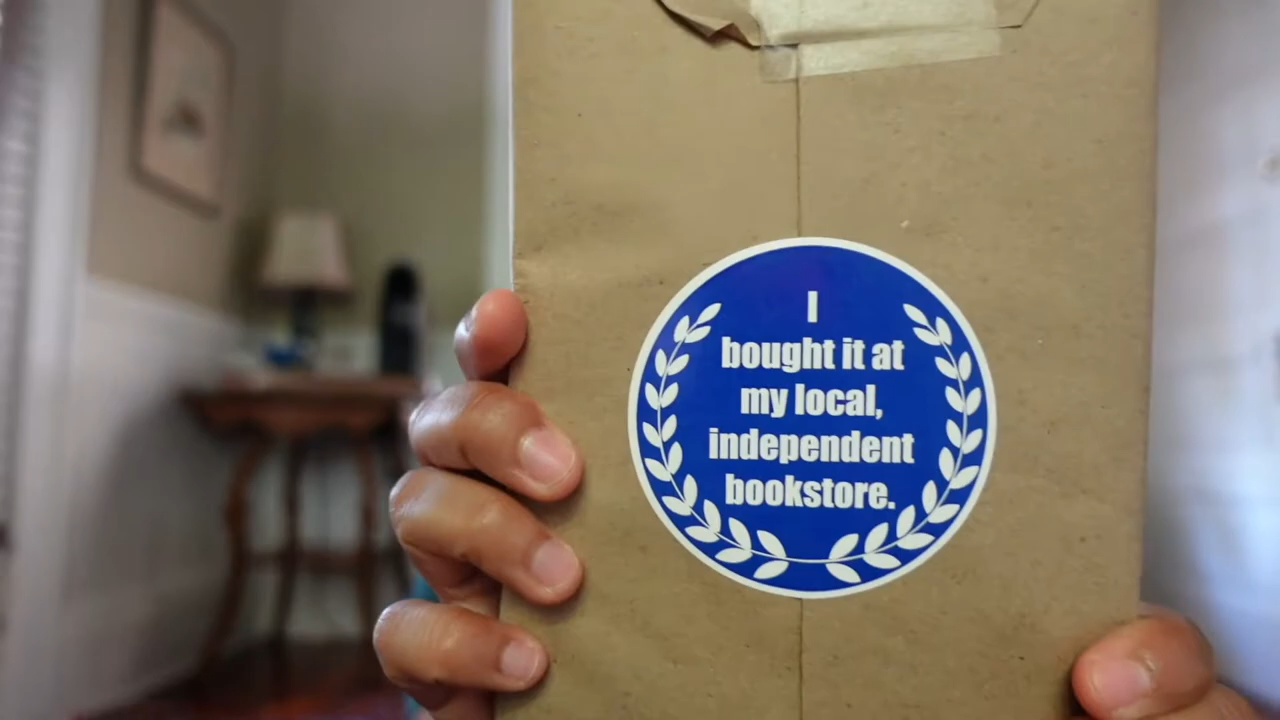 I
bought it at
my local,
independent
bookstore.